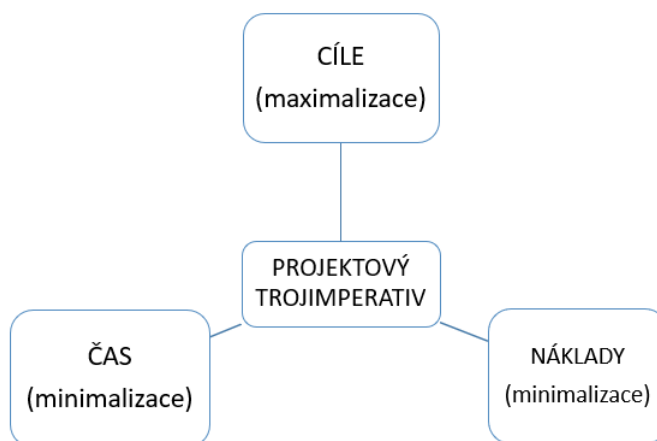 CÍLE
(maximalizace)
PROJEKTOVÝ
TROJIMPERATIV
ČAS
(minimalizace)
NÁKLADY
(minimalizace)